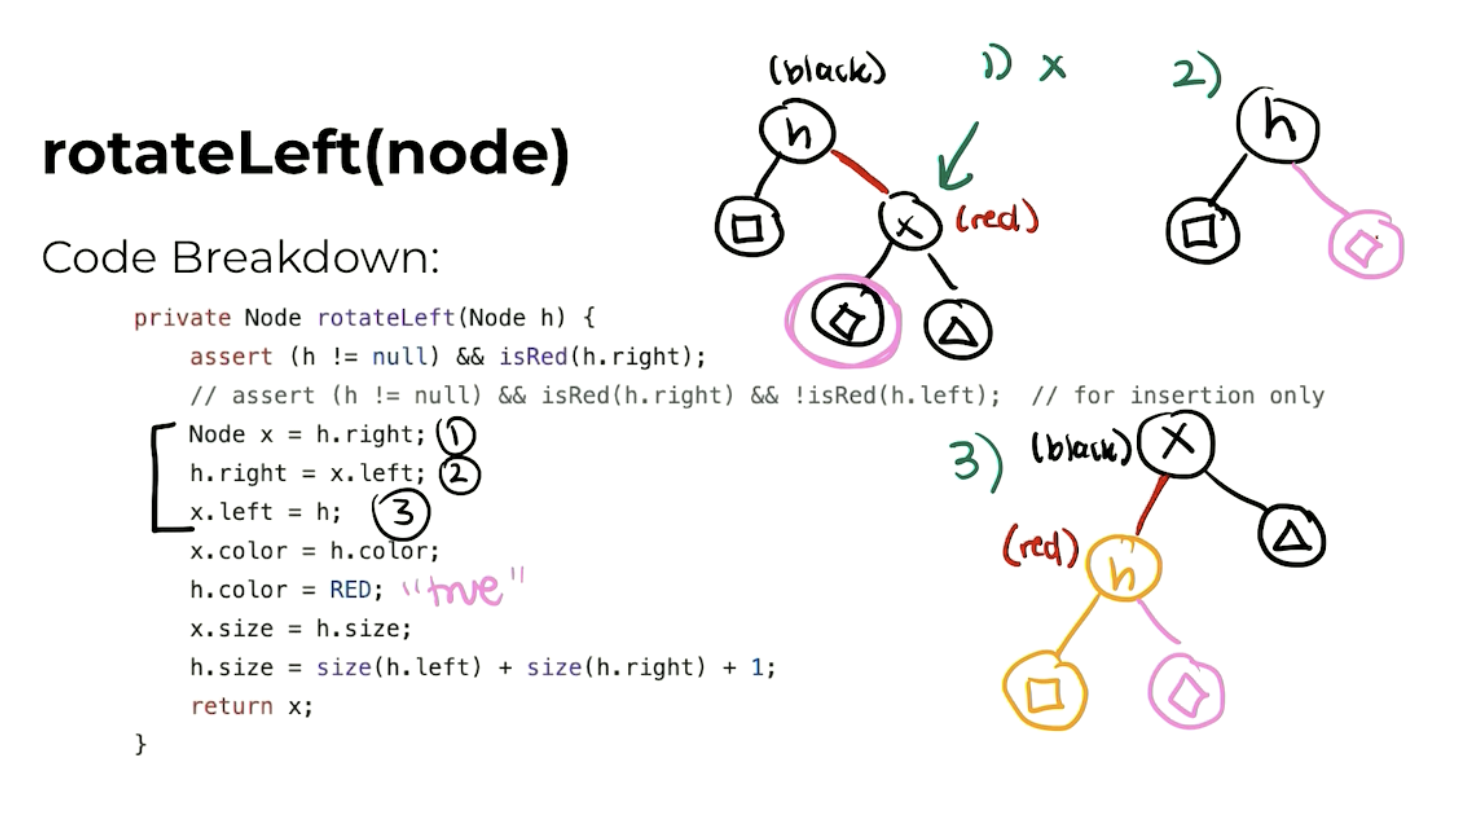 rotateLeft(node)
Code Breakdown:
private Node rotateLeft(Node h) {
assert (h != null) && isRed(h.right);
// assert (h != null) && isRed(h.right) && !isRed(h.left);  // for insertion only
Node x = h.right; 1
h.right = x.left; 2
x.left = h; 3
x.color = h.color;
h.color = RED; "true"
x.size = h.size;
h.size = size(h.left) + size(h.right) + 1;
return x;
}
(black)
h
x (red)
1) x
2)
h
3)
(black) X
(red) h